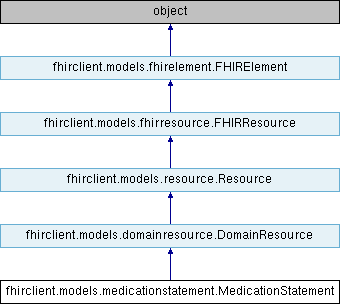 object
fhirclient.models.fhirelement.FHIRElement
fhirclient.models.fhirresource.FHIRResource
fhirclient.models.resource.Resource
fhirclient.models.domainresource.DomainResource
fhirclient.models.medicationstatement.MedicationStatement